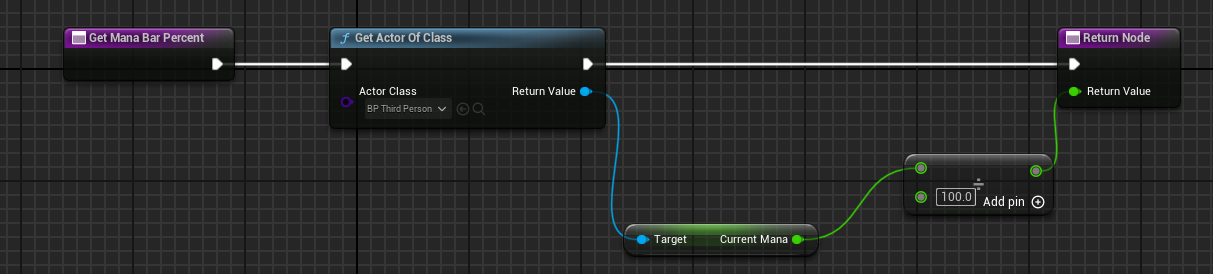 Get Mana Bar Percent
Get Actor Of Class
Actor Class
BP Third Person
Return Value
Target
Current Mana
100.0
÷
Add pin
Return Node
Return Value